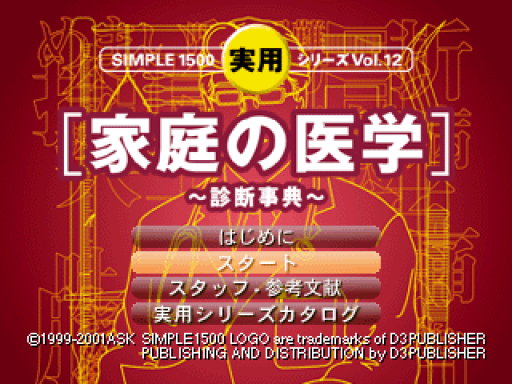 SIMPLE 1500 実用 シリーズ Vol.12
[家庭の医学]
～診断事典～
はじめに
スタート
スタッフ・参考文献
実用シリーズカタログ
©1999-2001ASK SIMPLE1500 LOGO are trademarks of D3PUBLISHER
PUBLISHING AND DISTRIBUTION by D3PUBLISHER